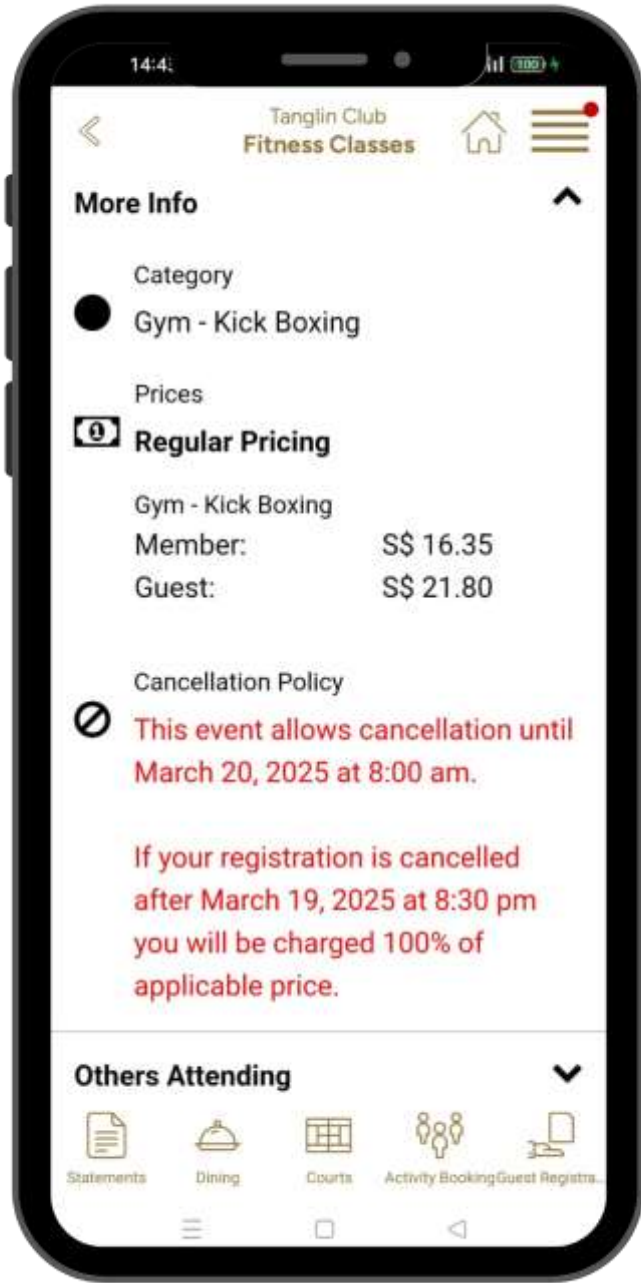 14:4
100
Tanglin Club
Fitness Classes
More Info
Category
Gym - Kick Boxing
Prices
Regular Pricing
Gym - Kick Boxing
Member: S$ 16.35
Guest: S$ 21.80
Cancellation Policy
This event allows cancellation until
March 20, 2025 at 8:00 am.
If your registration is cancelled
after March 19, 2025 at 8:30 pm
you will be charged 100% of
applicable price.
Others Attending
Statements Dining Courts Activity Booking Guest Registra...